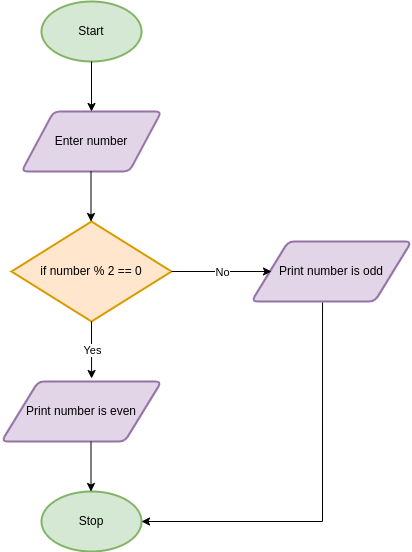 Start
Enter number
if number % 2 == 0
No
Print number is odd
Yes
Print number is even
Stop